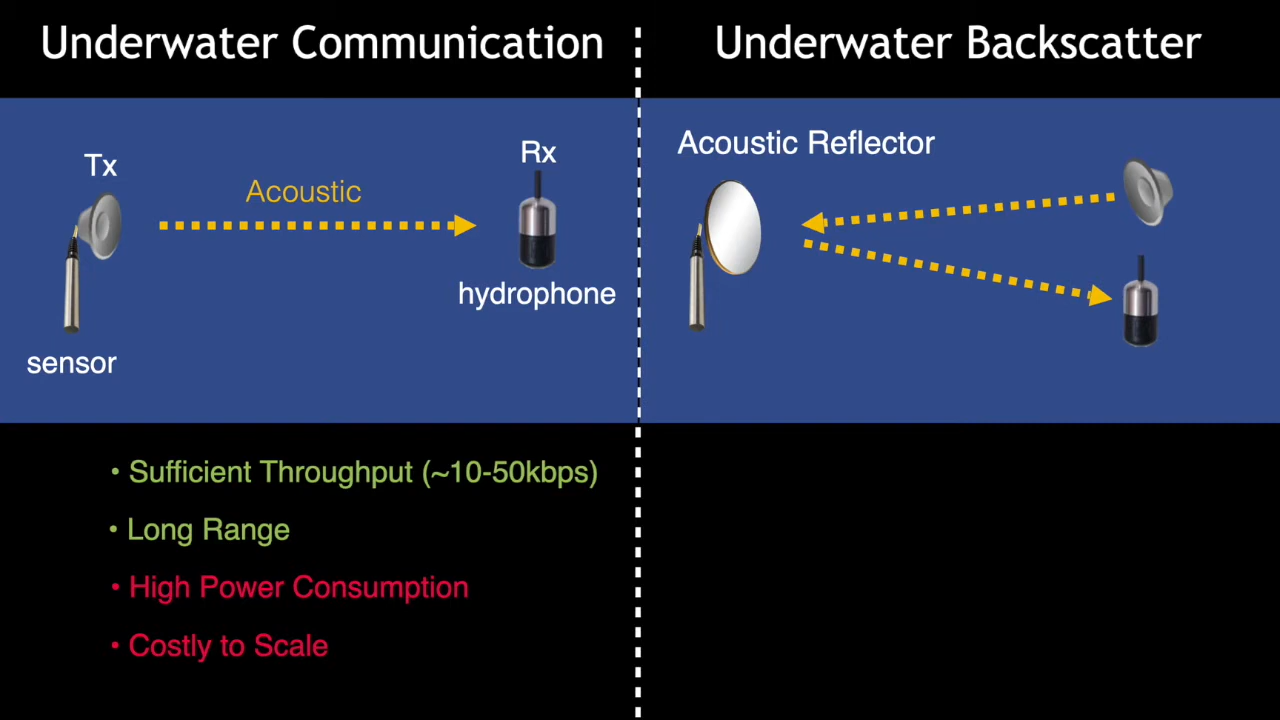 Underwater Communication
Underwater Backscatter
Tx
Acoustic
Rx
hydrophone
sensor
Acoustic Reflector
• Sufficient Throughput (~10-50kbps)
• Long Range
• High Power Consumption
• Costly to Scale